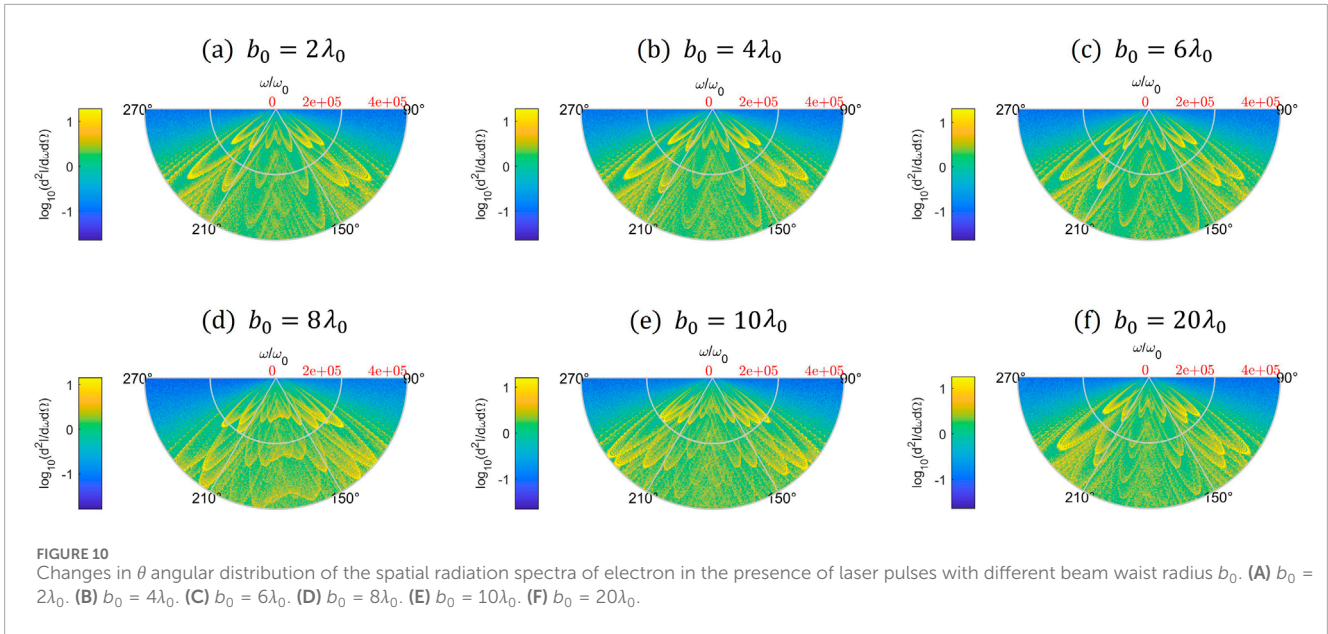 (a) b₀ = 2λ₀
ω/ω₀
0 2e+05 4e+05
270° 90°
1
0
-1
log₁₀(d²I/dωdΩ)
210° 150°
(b) b₀ = 4λ₀
ω/ω₀
0 2e+05 4e+05
270° 90°
1
0
-1
log₁₀(d²I/dωdΩ)
210° 150°
(c) b₀ = 6λ₀
ω/ω₀
0 2e+05 4e+05
270° 90°
1
0
-1
log₁₀(d²I/dωdΩ)
210° 150°
(d) b₀ = 8λ₀
ω/ω₀
0 2e+05 4e+05
270° 90°
1
0
-1
log₁₀(d²I/dωdΩ)
210° 150°
(e) b₀ = 10λ₀
ω/ω₀
0 2e+05 4e+05
270° 90°
1
0
-1
log₁₀(d²I/dωdΩ)
210° 150°
(f) b₀ = 20λ₀
ω/ω₀
0 2e+05 4e+05
270° 90°
1
0
-1
log₁₀(d²I/dωdΩ)
210° 150°
FIGURE 10
Changes in θ angular distribution of the spatial radiation spectra of electron in the presence of laser pulses with different beam waist radius b₀. (A) b₀ =
2λ₀. (B) b₀ = 4λ₀. (C) b₀ = 6λ₀. (D) b₀ = 8λ₀. (E) b₀ = 10λ₀. (F) b₀ = 20λ₀.